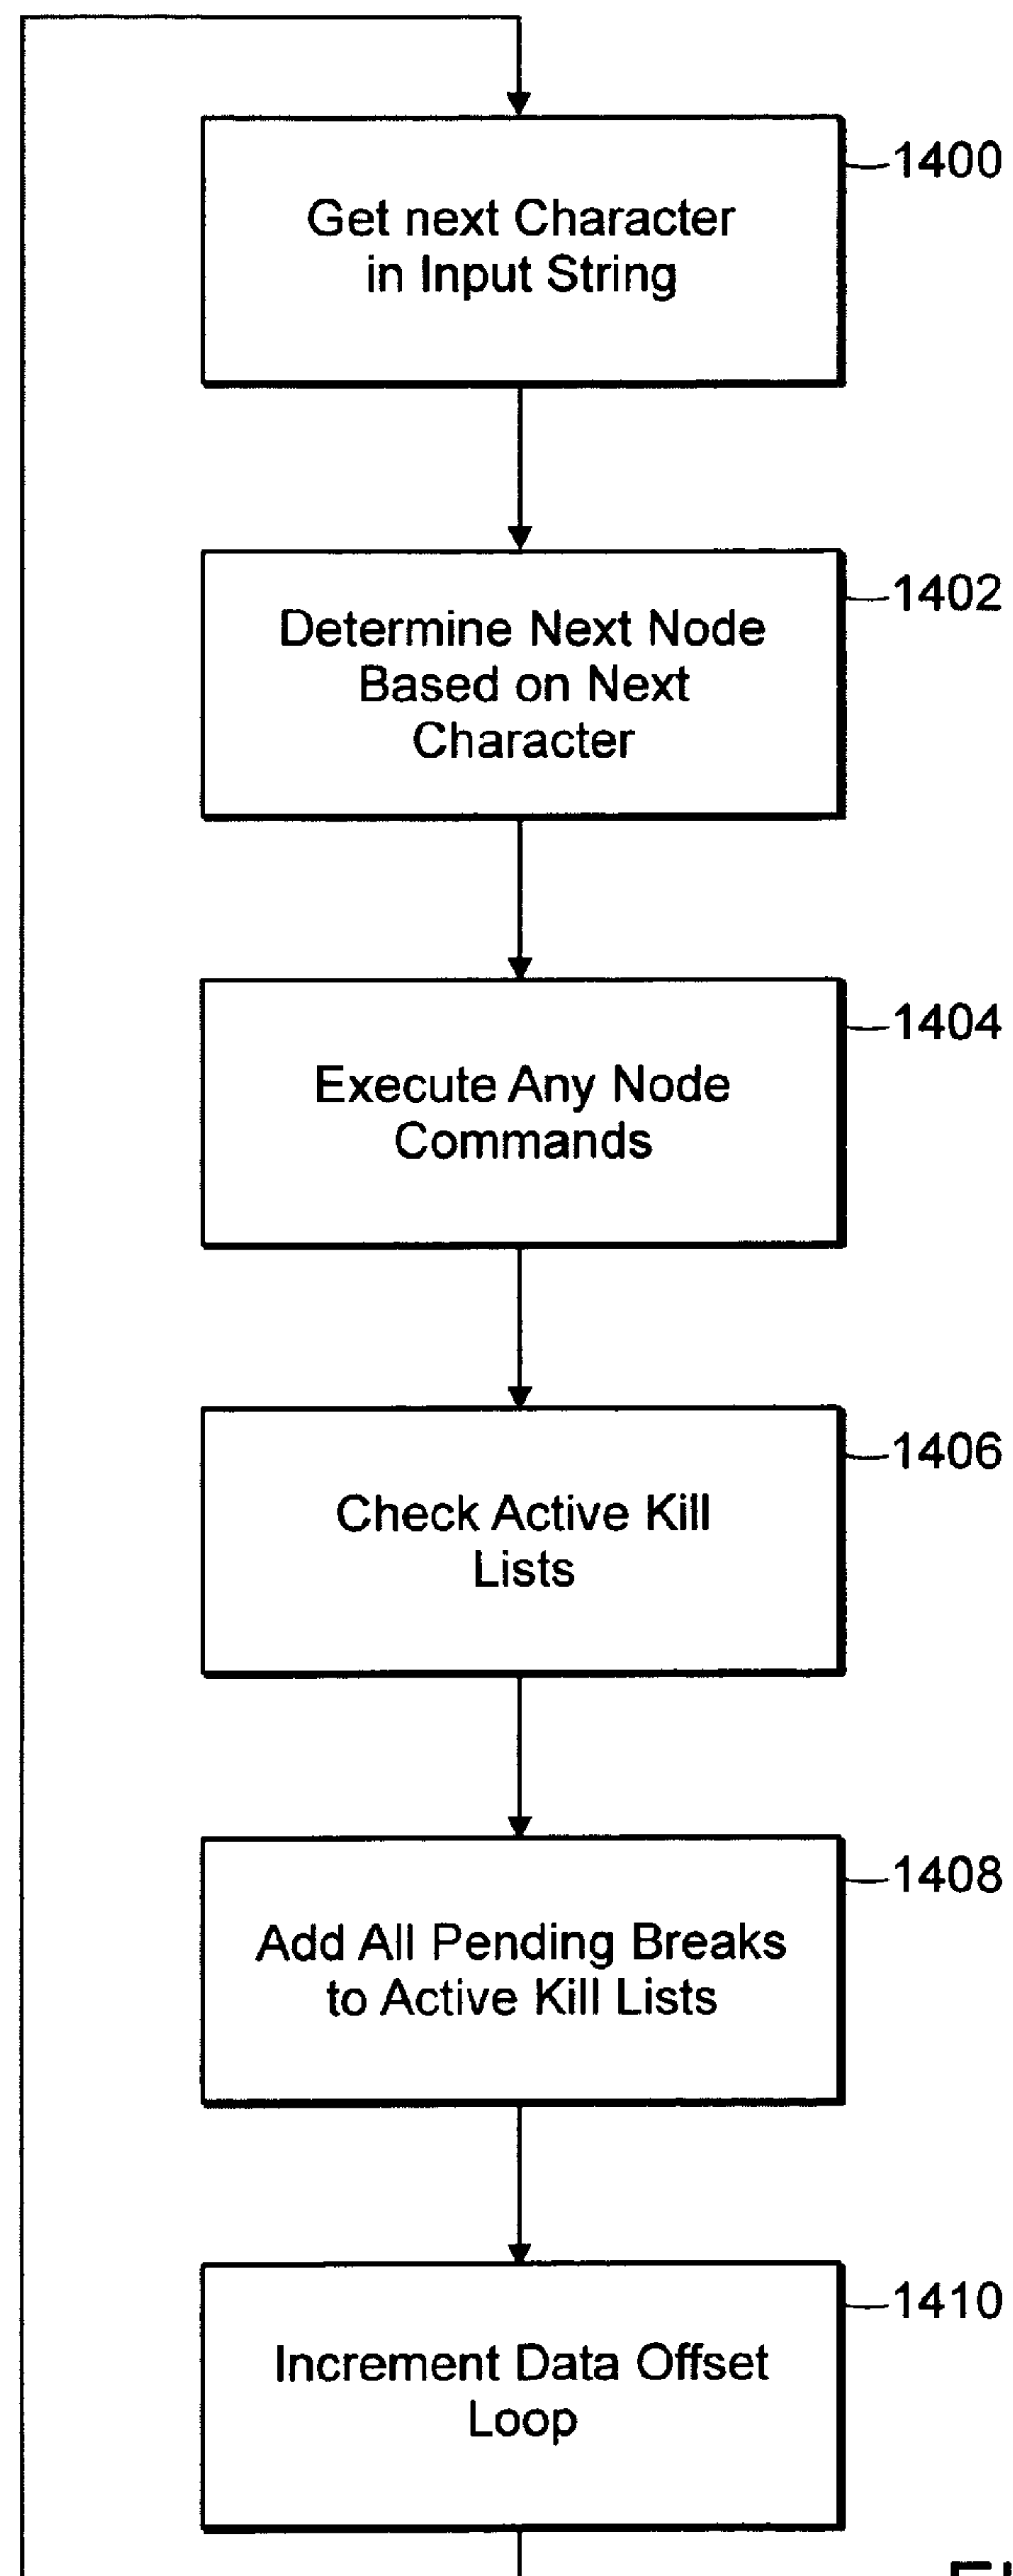 1400
Get next Character
in Input String
1402
Determine Next Node
Based on Next
Character
1404
Execute Any Node
Commands
1406
Check Active Kill
Lists
1408
Add All Pending Breaks
to Active Kill Lists
1410
Increment Data Offset
Loop